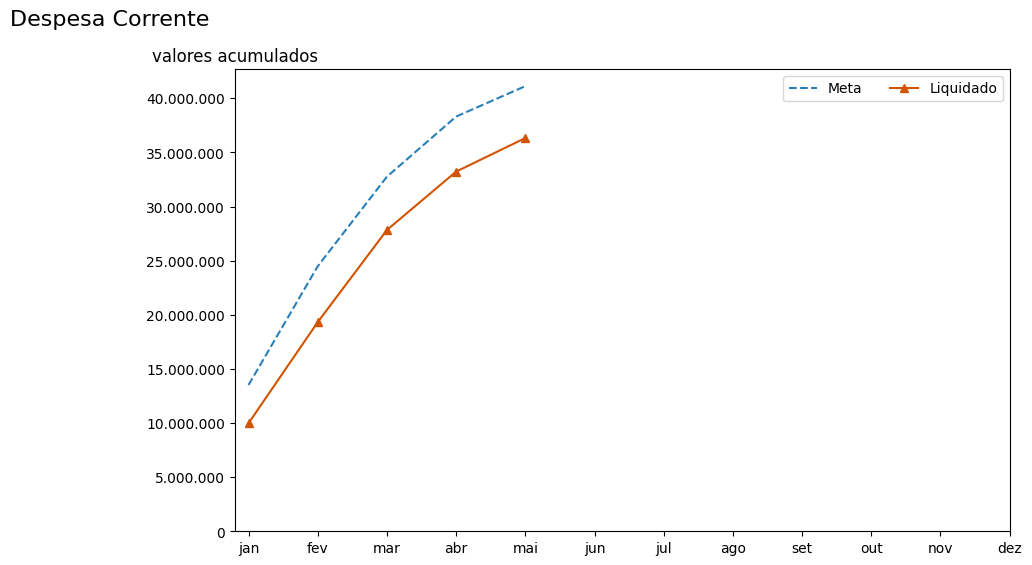 Despesa Corrente
valores acumulados
Meta
Liquidado
40.000.000
35.000.000
30.000.000
25.000.000
20.000.000
15.000.000
10.000.000
5.000.000
0
jan fev mar abr mai jun jul ago set out nov dez